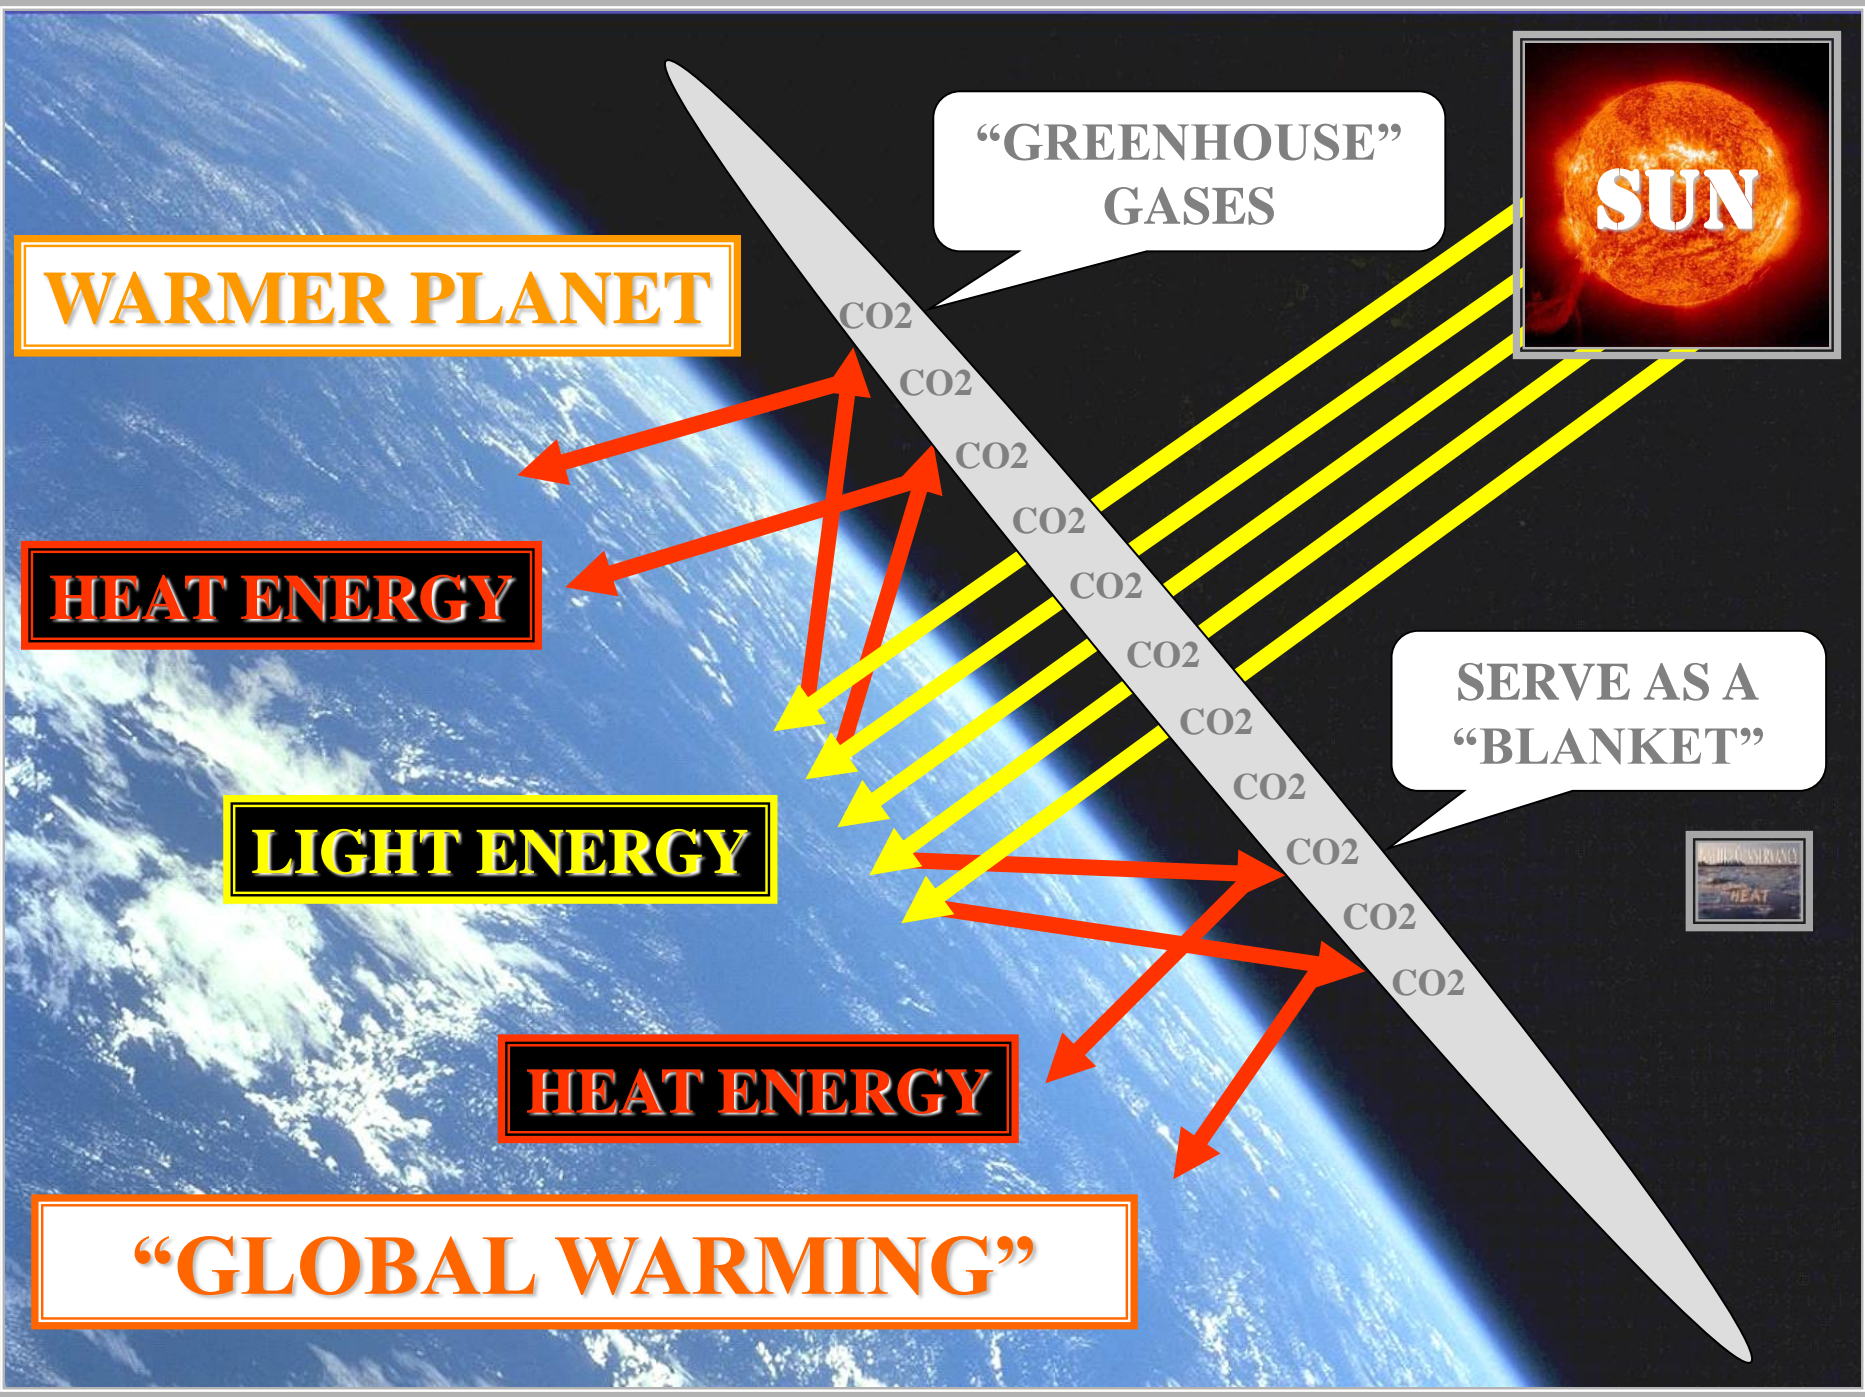 “GREENHOUSE”
GASES
SUN
WARMER PLANET
CO2
CO2
CO2
CO2
CO2
CO2
CO2
CO2
CO2
CO2
CO2
HEAT ENERGY
SERVE AS A
“BLANKET”
LIGHT ENERGY
HEAT
HEAT ENERGY
“GLOBAL WARMING”